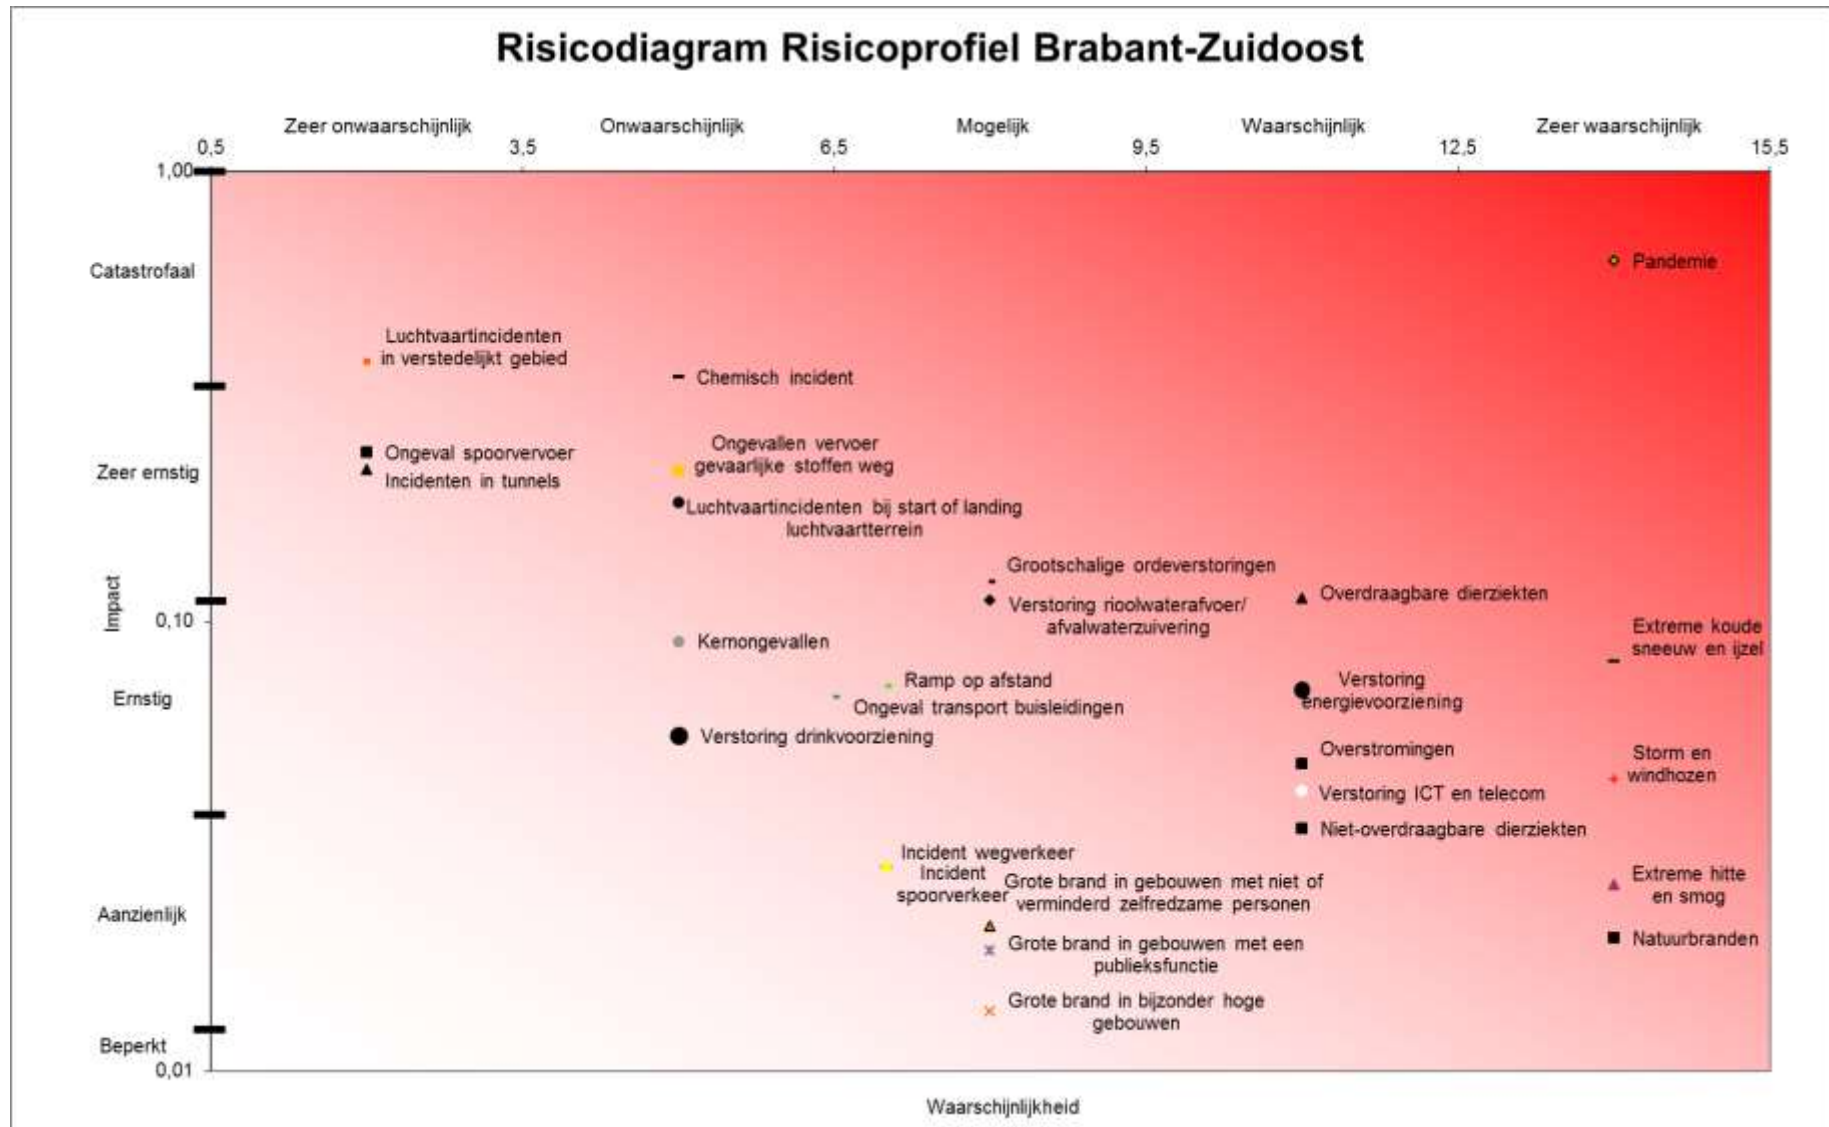 Risicodiagram Risicoprofiel Brabant-Zuidoost
Zeer onwaarschijnlijk
Onwaarschijnlijk
Mogelijk
Waarschijnlijk
Zeer waarschijnlijk
0,5
3,5
6,5
9,5
12,5
15,5
1,00
Catastrofaal
Pandemie
Luchtvaartincidenten
in verstedelijkt gebied
Chemisch incident
Ongevallen vervoer
gevaarlijke stoffen weg
Ongeval spoorvervoer
Zeer ernstig
Incidenten in tunnels
Luchtvaartincidenten bij start of landing
luchtvaartterrein
Grootschalige ordeverstoringen
Overdraagbare dierziekten
Impact
Verstoring rioolwaterafvoer/
afvalwaterzuivering
0,10
Kernongevallen
Extreme koude
sneeuw en ijzel
Ramp op afstand
Verstoring
energievoorziening
Ernstig
Ongeval transport buisleidingen
Verstoring drinkvoorziening
Overstromingen
Storm en
windhozen
Verstoring ICT en telecom
Niet-overdraagbare dierziekten
Incident wegverkeer
Incident
spoorverkeer
Grote brand in gebouwen met niet of
verminderd zelfredzame personen
Extreme hitte
en smog
Aanzienlijk
Grote brand in gebouwen met een
publieksfunctie
Natuurbranden
Grote brand in bijzonder hoge
gebouwen
Beperkt
0,01
Waarschijnlijkheid